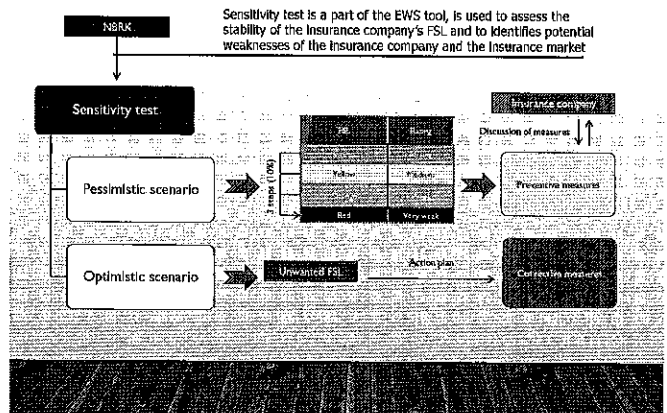 NBRK
Sensitivity test is a part of the EWS tool, is used to assess the
stability of the insurance company's FSL and to identifies potential
weaknesses of the insurance company and the insurance market
Sensitivity test
Insurance company
Discussion of measures
Pessimistic scenario
3 steps (10%)
Yellow
Red
Very weak
Preventive measures
Optimistic scenario
Unwanted FSL
Action plan
Corrective measures